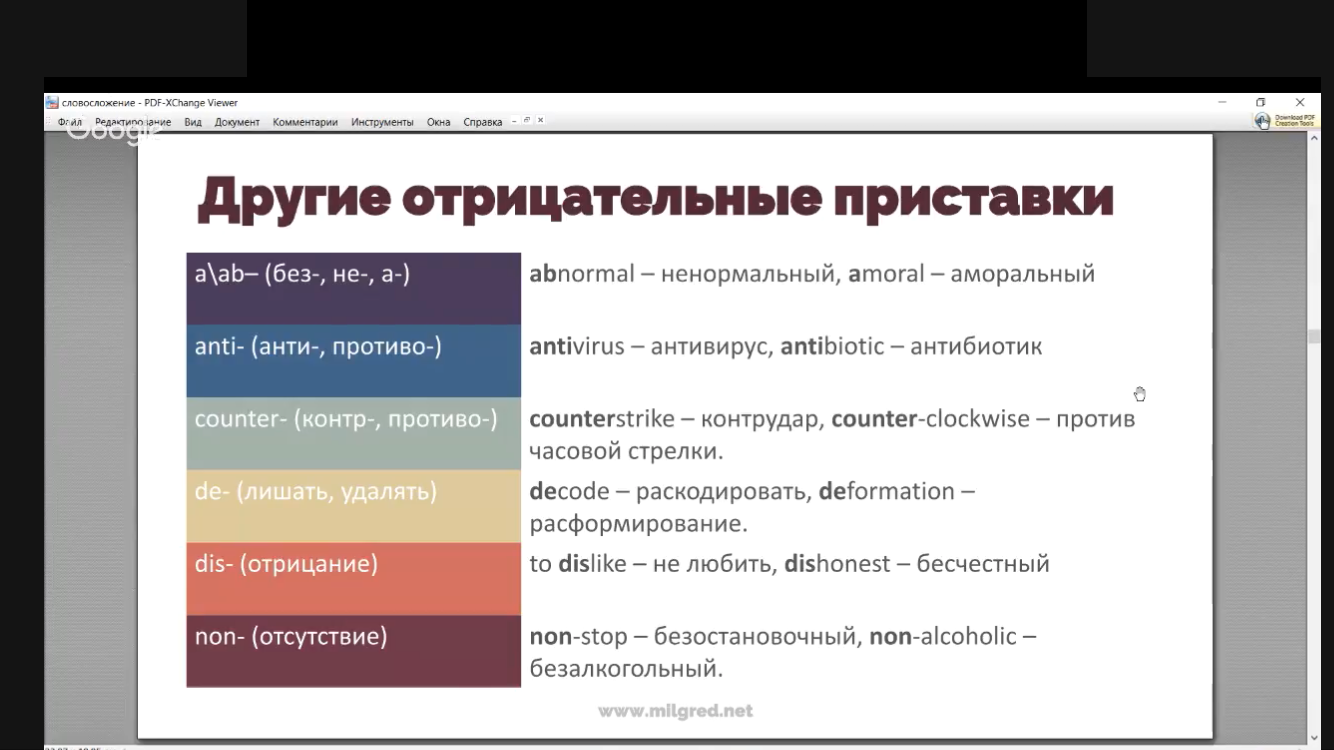 словосложение - PDF-XChange Viewer
Файл Редактирование Вид Документ Комментарии Инструменты Окна Справка
Download PDF
Creation Tools
Google
Другие отрицательные приставки
a\ab– (без-, не-, а-)
abnormal – ненормальный, amoral – аморальный
anti- (анти-, противо-)
antivirus – антивирус, antibiotic – антибиотик
counter- (контр-, противо-)
counterstrike – контрудар, counter-clockwise – против
часовой стрелки.
de- (лишать, удалять)
decode – раскодировать, deformation –
расформирование.
dis- (отрицание)
to dislike – не любить, dishonest – бесчестный
non- (отсутствие)
non-stop – безостановочный, non-alcoholic –
безалкогольный.
www.milgred.net